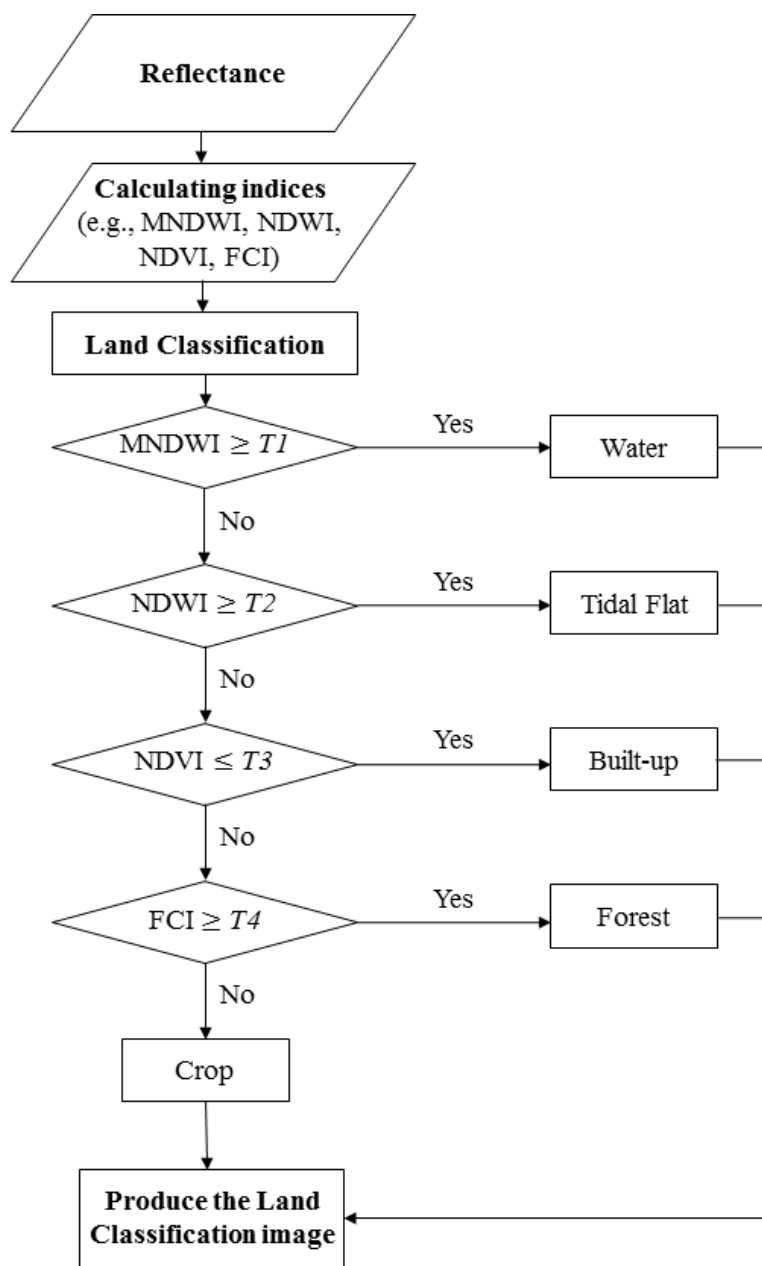 Reflectance
Calculating indices
(e.g., MNDWI, NDWI,
NDVI, FCI)
Land Classification
MNDWI ≥ T1
Yes
Water
No
NDWI ≥ T2
Yes
Tidal Flat
No
NDVI ≤ T3
Yes
Built-up
No
FCI ≥ T4
Yes
Forest
No
Crop
Produce the Land
Classification image